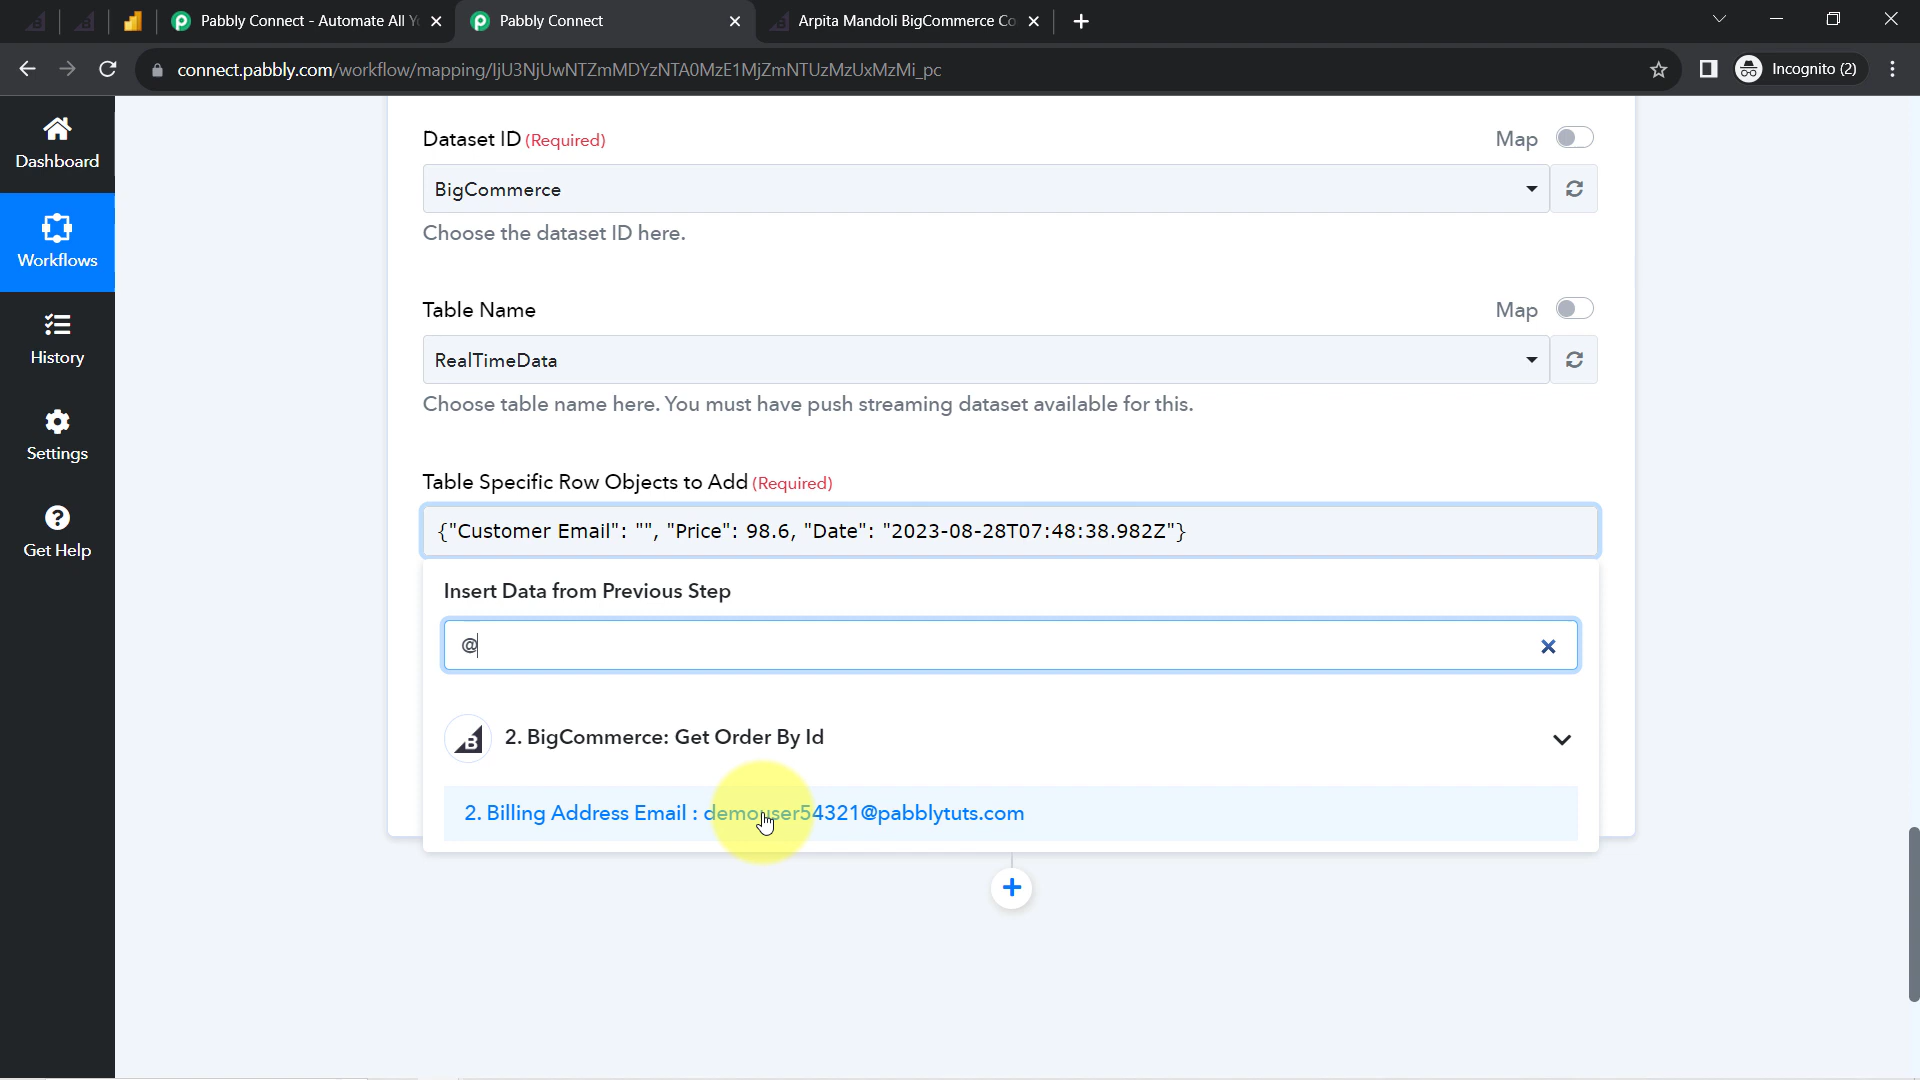 Pabbly Connect - Automate All Y
Pabbly Connect
Arpita Mandoli BigCommerce Co
connect.pabbly.com/workflow/mapping/IjU3NjUwNTZmMDYzNTA0MzE1MjZmNTUzMzUxMzMi_pc
Incognito (2)
Dashboard
Workflows
History
Settings
Get Help
Dataset ID (Required)
Map
BigCommerce
Choose the dataset ID here.
Table Name
Map
RealTimeData
Choose table name here. You must have push streaming dataset available for this.
Table Specific Row Objects to Add (Required)
{"Customer Email": "", "Price": 98.6, "Date": "2023-08-28T07:48:38.982Z"}
Insert Data from Previous Step
@
2. BigCommerce: Get Order By Id
2. Billing Address Email : demouser54321@pabblytuts.com